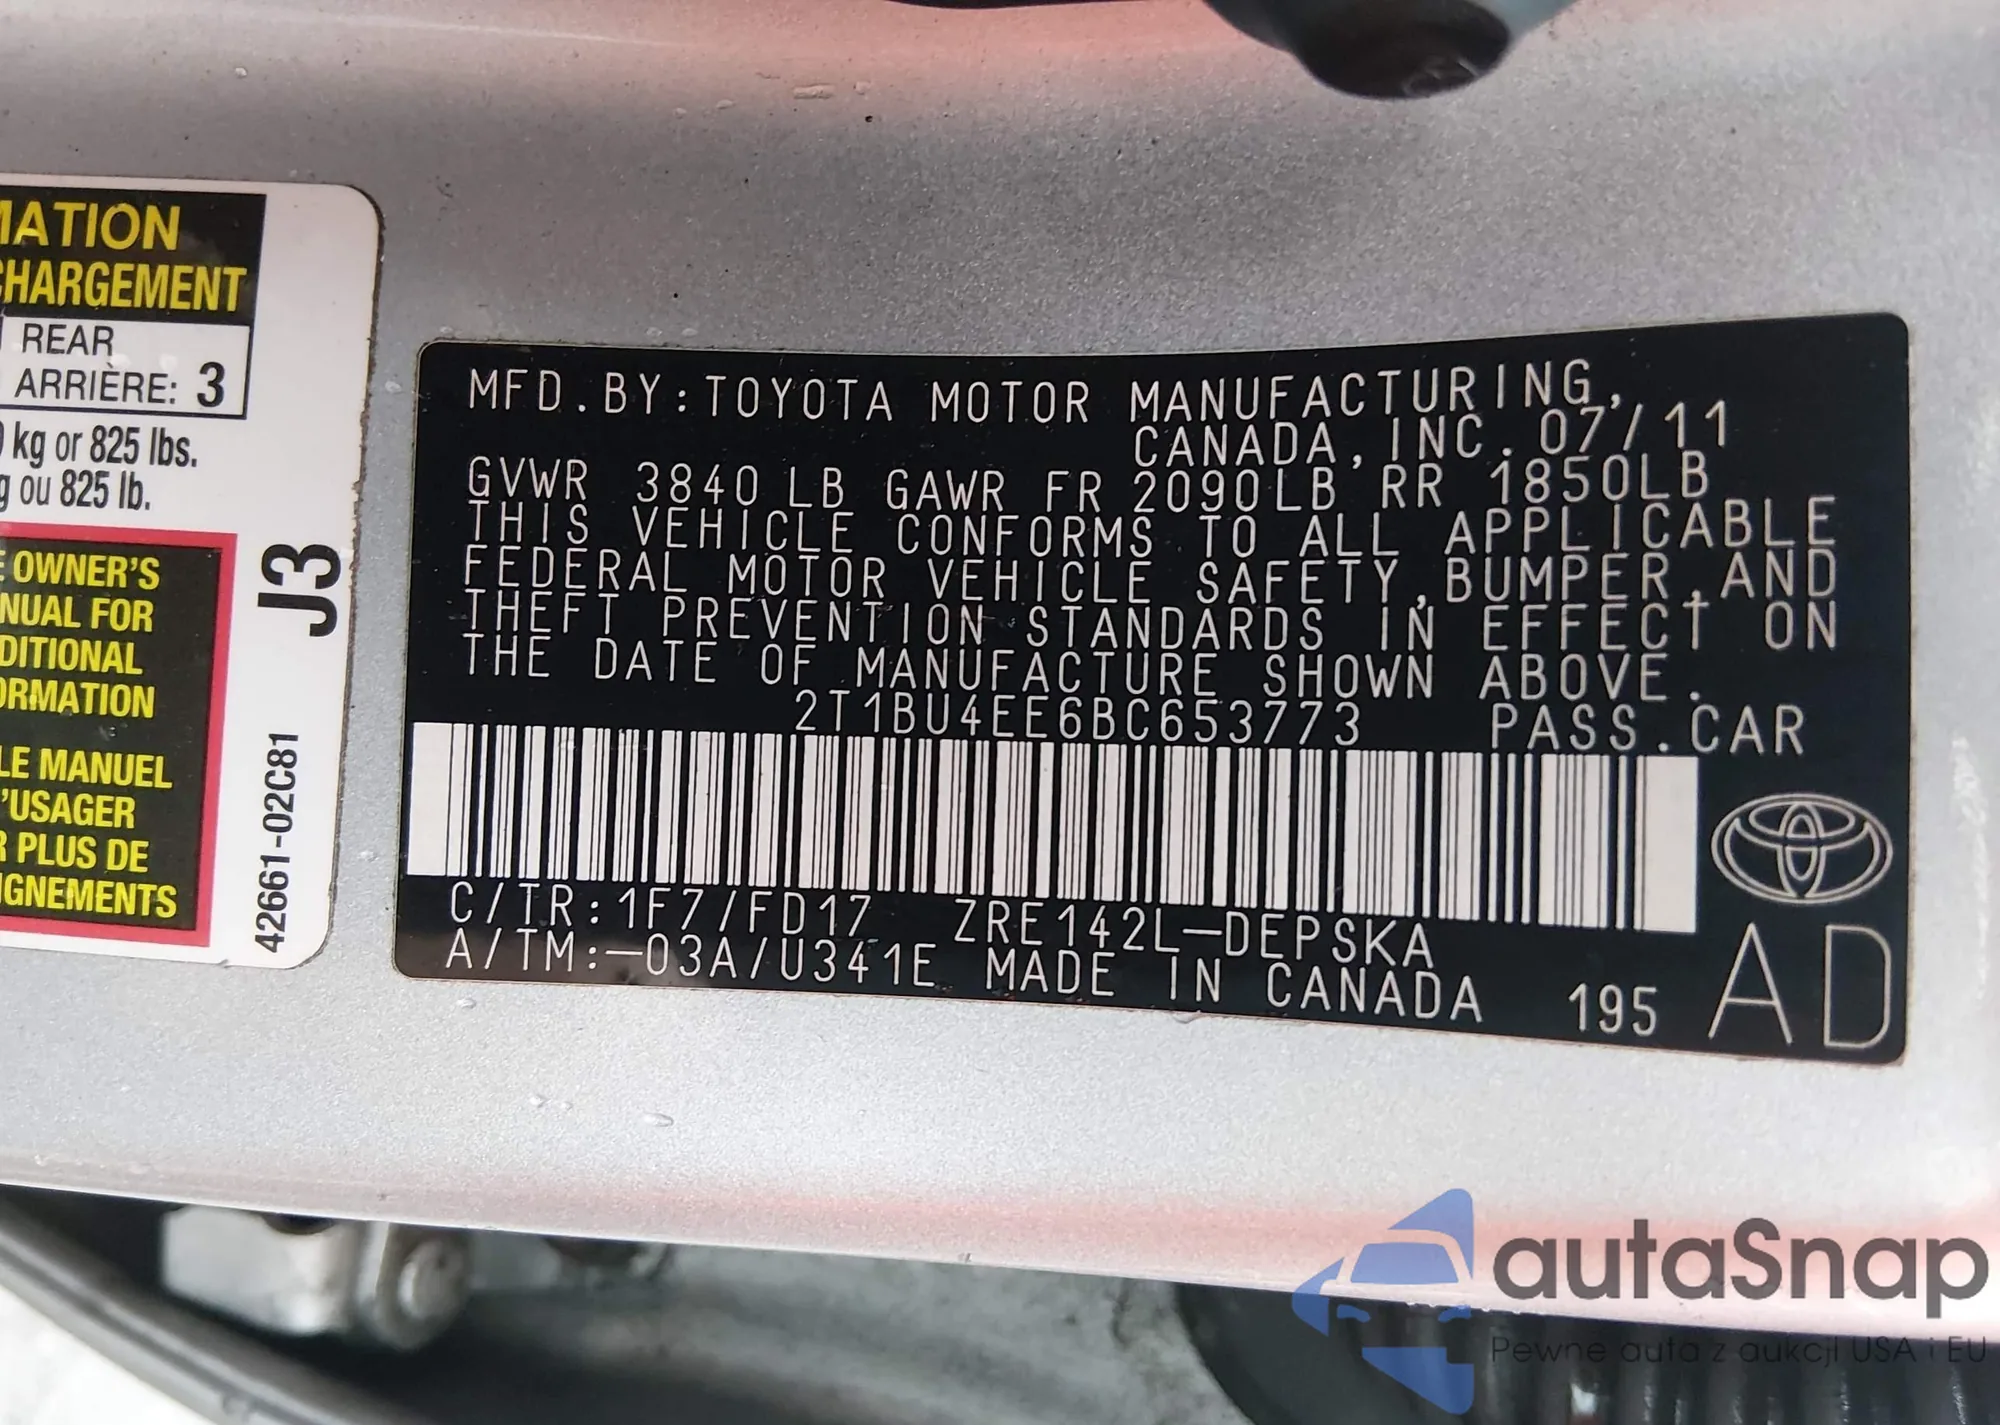 MATION
CHARGEMENT
REAR
ARRIÈRE: 3
kg or 825 lbs.
g ou 825 lb.
OWNER'S
NUAL FOR
DITIONAL
ORMATION
LE MANUEL
'USAGER
R PLUS DE
IGNEMENTS
J3
42661-02C81
MFD.BY:TOYOTA MOTOR MANUFACTURING,
CANADA,INC. 07/11
GVWR 3840LB GAWR FR 2090LB RR 1850LB
THIS VEHICLE CONFORMS TO ALL APPLICABLE
FEDERAL MOTOR VEHICLE SAFETY,BUMPER,AND
THEFT PREVENTION STANDARDS IN EFFECT ON
THE DATE OF MANUFACTURE SHOWN ABOVE.
2T1BU4EE6BC653773 PASS.CAR
C/TR:1F7/FD17 ZRE142L-DEPSKA
A/TM:-03A/U341E MADE IN CANADA 195
AD
autaSnap
Pewne auta z aukcji USA i EU